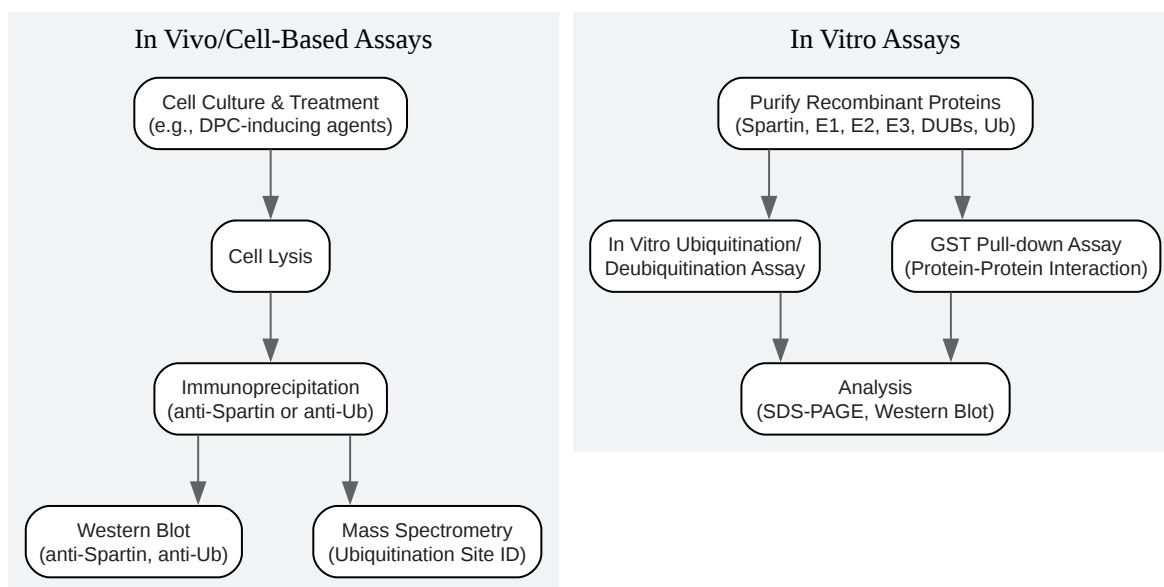 In Vivo/Cell-Based Assays
Cell Culture & Treatment
(e.g., DPC-inducing agents)
Cell Lysis
Immunoprecipitation
(anti-Spartin or anti-Ub)
Western Blot
(anti-Spartin, anti-Ub)
Mass Spectrometry
(Ubiquitination Site ID)
In Vitro Assays
Purify Recombinant Proteins
(Spartin, E1, E2, E3, DUBs, Ub)
In Vitro Ubiquitination/
Deubiquitination Assay
GST Pull-down Assay
(Protein-Protein Interaction)
Analysis
(SDS-PAGE, Western Blot)